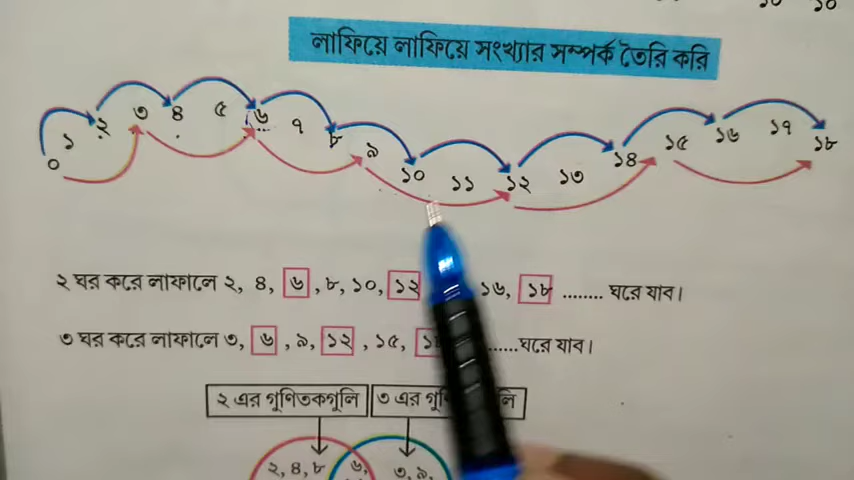 লাফিয়ে লাফিয়ে সংখ্যার সম্পর্ক তৈরি করি
০ ১ ২ ৩ ৪ ৫ ৬ ৭ ৮ ৯ ১০ ১১ ১২ ১৩ ১৪ ১৫ ১৬ ১৭ ১৮
২ ঘর করে লাফালে ২, ৪, ৬, ৮, ১০, ১২ ১৬, ১৮ ........ ঘরে যাব।
৩ ঘর করে লাফালে ৩, ৬, ৯, ১২, ১৫, ......ঘরে যাব।
২ এর গুণিতকগুলি ৩ এর
২, ৪, ৮ ৬, ৩, ৯,